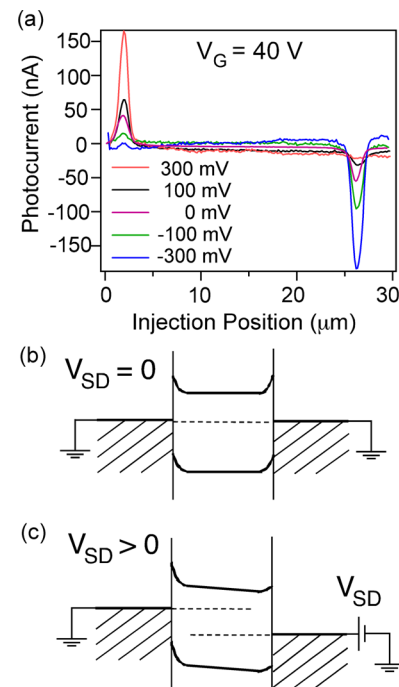 (a)
V_G = 40 V
Photocurrent (nA)
150
100
50
0
-50
-100
-150
300 mV
100 mV
0 mV
-100 mV
-300 mV
0
10
20
30
Injection Position (μm)
(b)
V_SD = 0
(c)
V_SD > 0
V_SD